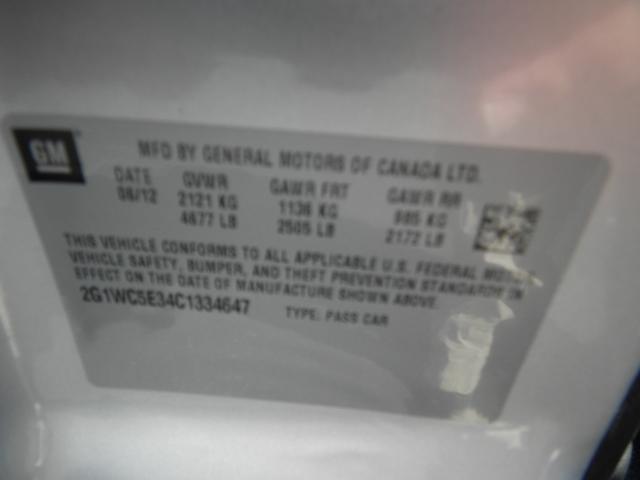 GM
MFD BY GENERAL MOTORS OF CANADA LTD.
DATE GVWR GAWR FRT GAWR RR
06/12 2121 KG 1136 KG 985 KG
4677 LB 2505 LB 2172 LB
THIS VEHICLE CONFORMS TO ALL APPLICABLE U.S. FEDERAL MOTOR
VEHICLE SAFETY, BUMPER, AND THEFT PREVENTION STANDARDS IN
EFFECT ON THE DATE OF MANUFACTURE SHOWN ABOVE.
2G1WC5E34C1334647 TYPE: PASS CAR